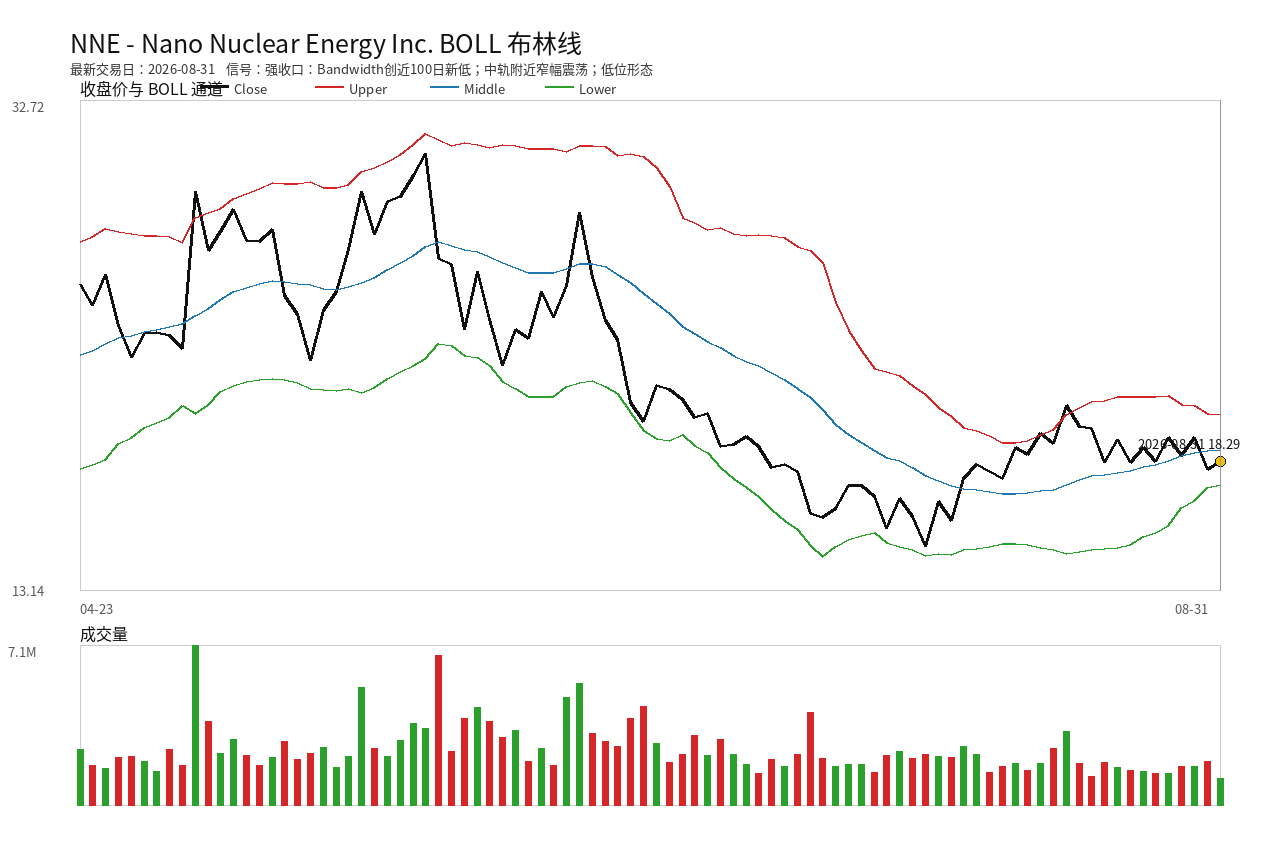 NNE - Nano Nuclear Energy Inc. BOLL 布林线
最新交易日：2026-08-31 信号：强收口：Bandwidth创近100日新低；中轨附近窄幅震荡；低位形态
收盘价与 BOLL 通道 Close Upper Middle Lower
32.72
2026-08-31 18.29
13.14
04-23 08-31
成交量
7.1M